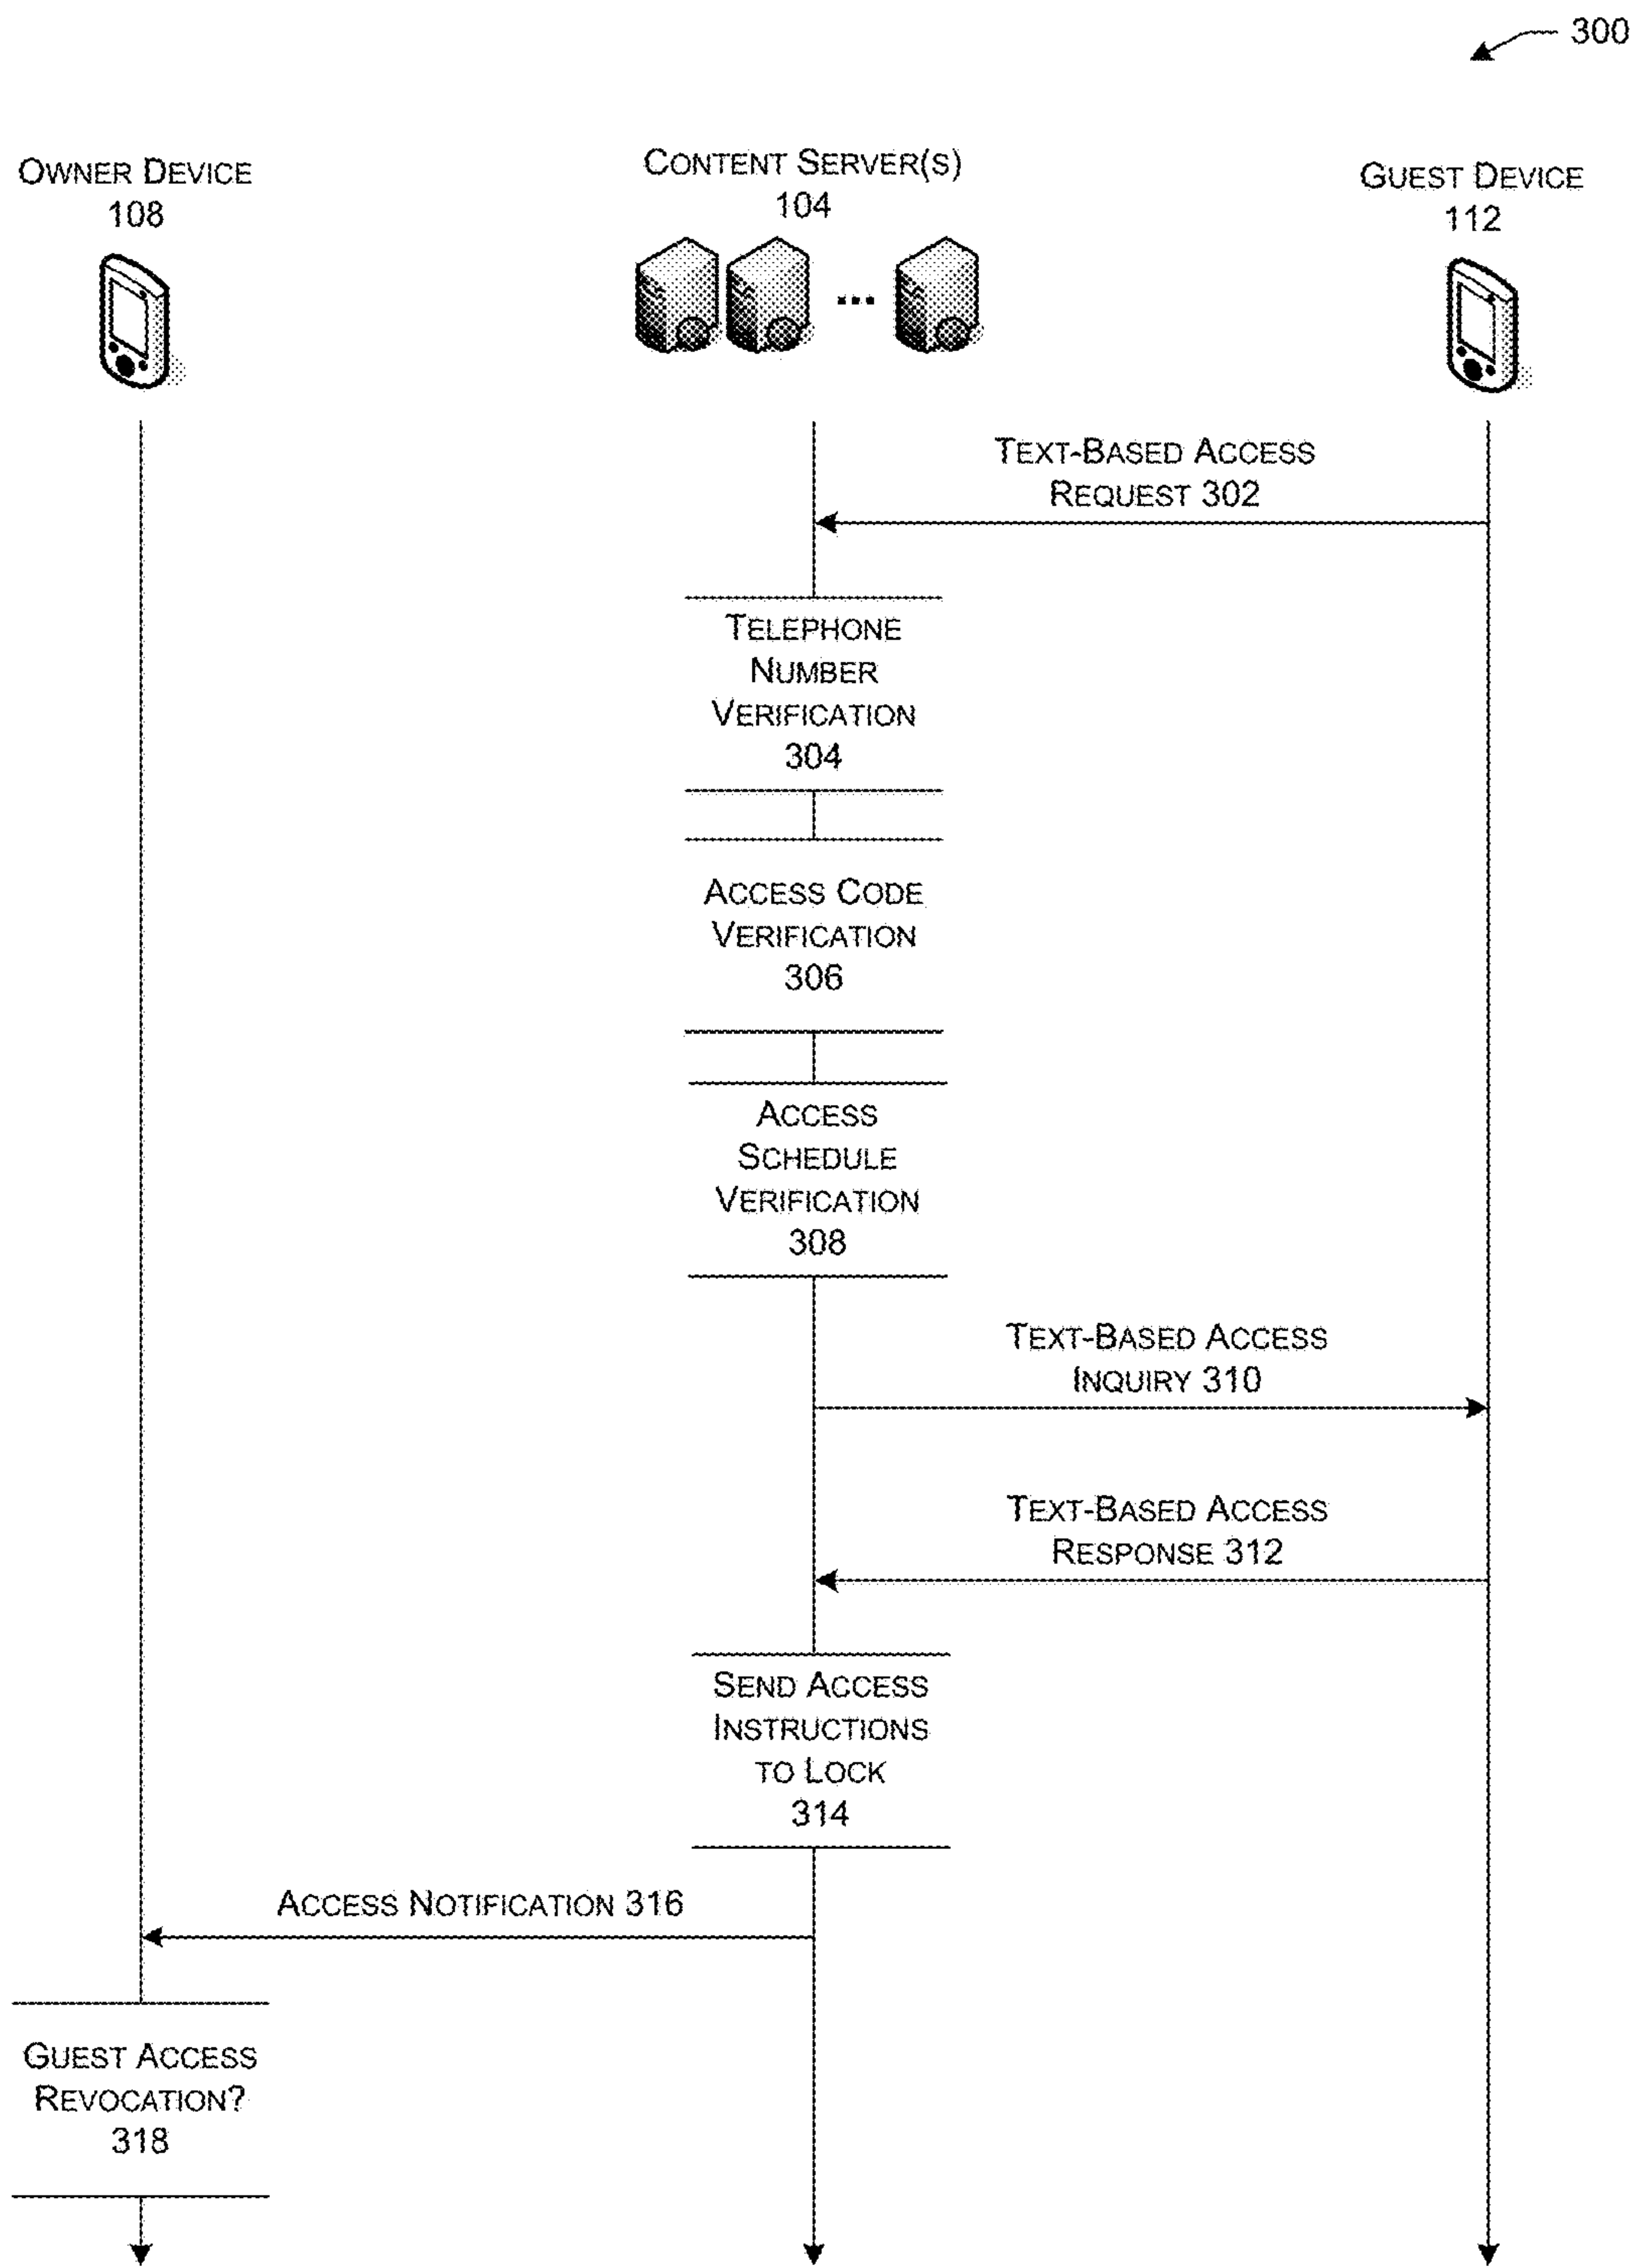 300
OWNER DEVICE
108
CONTENT SERVER(S)
104
GUEST DEVICE
112
...
TEXT-BASED ACCESS
REQUEST 302
TELEPHONE
NUMBER
VERIFICATION
304
ACCESS CODE
VERIFICATION
306
ACCESS
SCHEDULE
VERIFICATION
308
TEXT-BASED ACCESS
INQUIRY 310
TEXT-BASED ACCESS
RESPONSE 312
SEND ACCESS
INSTRUCTIONS
TO LOCK
314
ACCESS NOTIFICATION 316
GUEST ACCESS
REVOCATION?
318